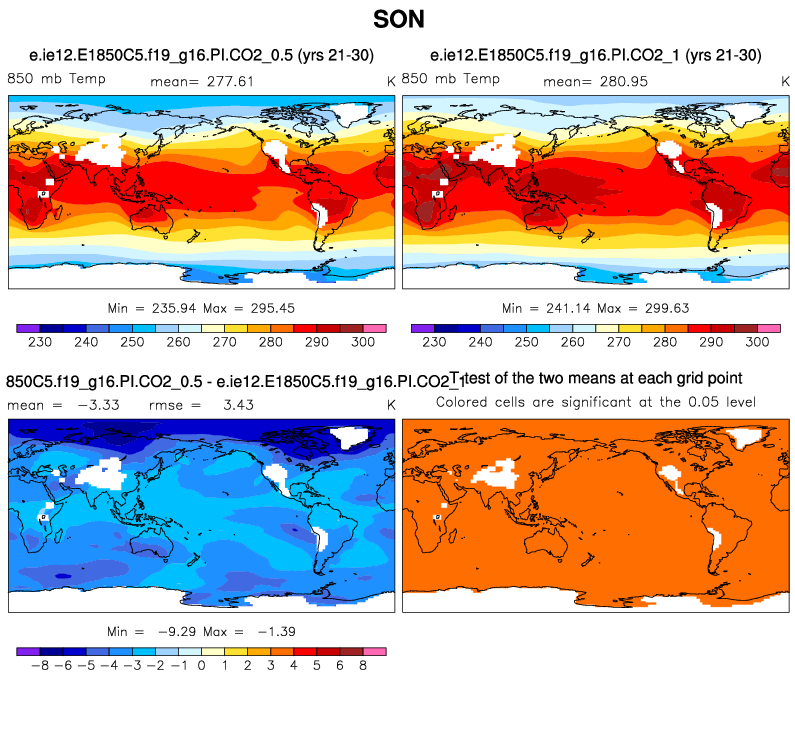 SON
e.ie12.E1850C5.f19_g16.PI.CO2_0.5 (yrs 21-30)
850 mb Temp mean= 277.61 K
Min = 235.94 Max = 295.45
230 240 250 260 270 280 290 300
e.ie12.E1850C5.f19_g16.PI.CO2_1 (yrs 21-30)
850 mb Temp mean= 280.95 K
Min = 241.14 Max = 299.63
230 240 250 260 270 280 290 300
850C5.f19_g16.PI.CO2_0.5 - e.ie12.E1850C5.f19_g16.PI.CO2_1
mean = -3.33 rmse = 3.43 K
Min = -9.29 Max = -1.39
-8 -6 -5 -4 -3 -2 -1 0 1 2 3 4 5 6 8
T-test of the two means at each grid point
Colored cells are significant at the 0.05 level